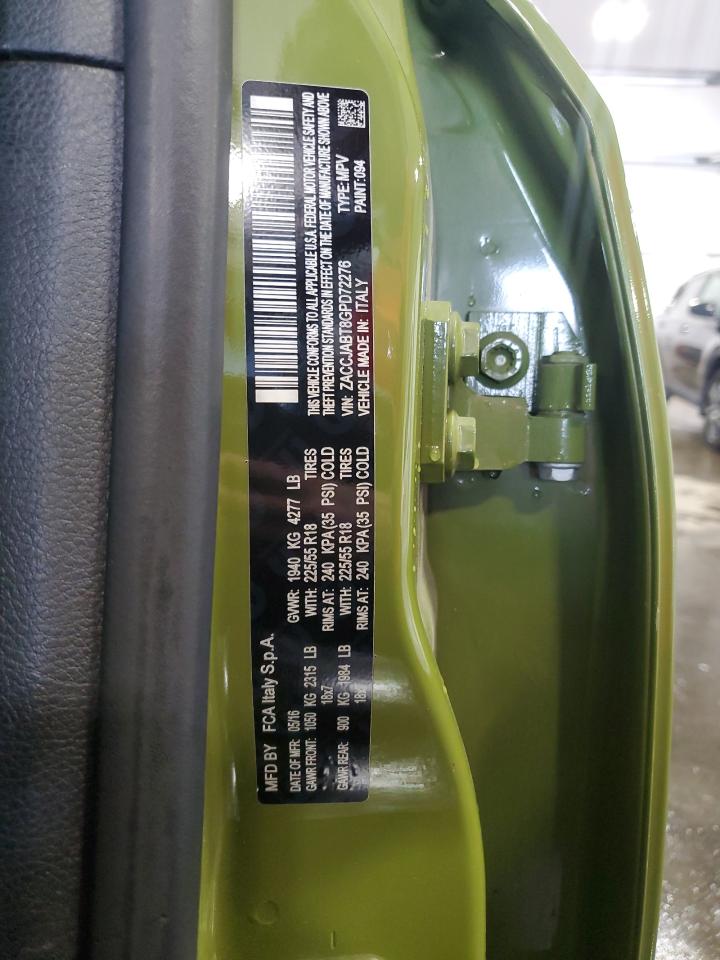 MFD BY FCA Italy S.p.A.
DATE OF MFR: 05/16 GVWR: 1940 KG 4277 LB
GAWR FRONT: 1050 KG 2315 LB WITH: 225/55 R18 TIRES
18x7 RIMS AT: 240 KPA(35 PSI) COLD
GAWR REAR: 900 KG 1984 LB WITH: 225/55 R18 TIRES
RIMS AT: 240 KPA(35 PSI) COLD
THIS VEHICLE CONFORMS TO ALL APPLICABLE U.S.A. FEDERAL MOTOR VEHICLE SAFETY AND
THEFT PREVENTION STANDARDS IN EFFECT ON THE DATE OF MANUFACTURE SHOWN ABOVE
VIN: ZACCJABT8GPD72276 TYPE:MPV
VEHICLE MADE IN: ITALY PAINT:094